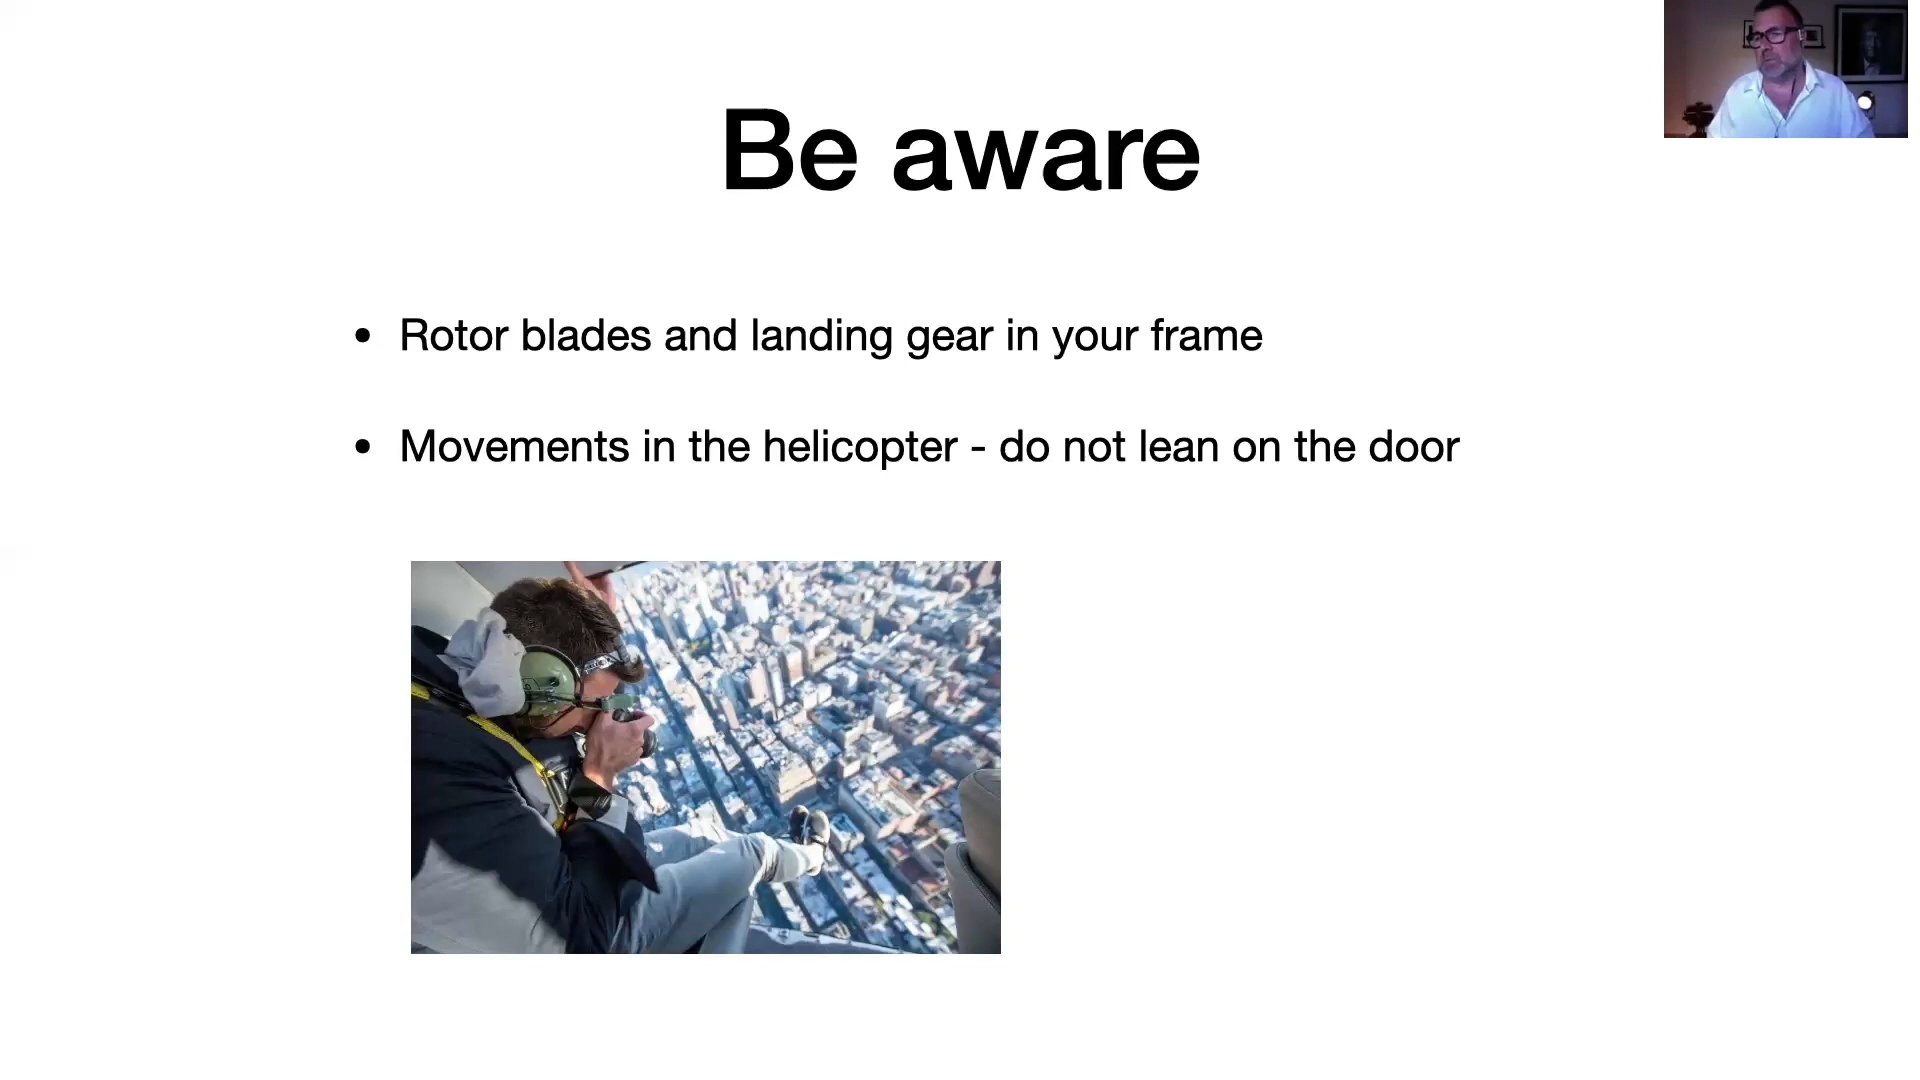 Be aware
• Rotor blades and landing gear in your frame
• Movements in the helicopter - do not lean on the door